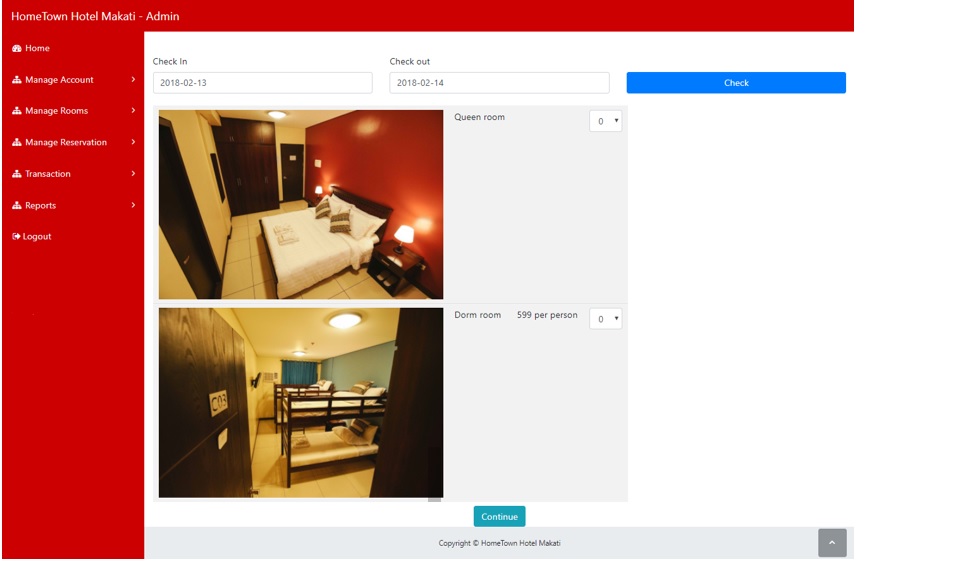 HomeTown Hotel Makati - Admin
Home
Manage Account
Manage Rooms
Manage Reservation
Transaction
Reports
Logout
Check In
Check out
2018-02-13
2018-02-14
Check
Queen room
0
Dorm room 599 per person
0
C03
Continue
Copyright © HomeTown Hotel Makati